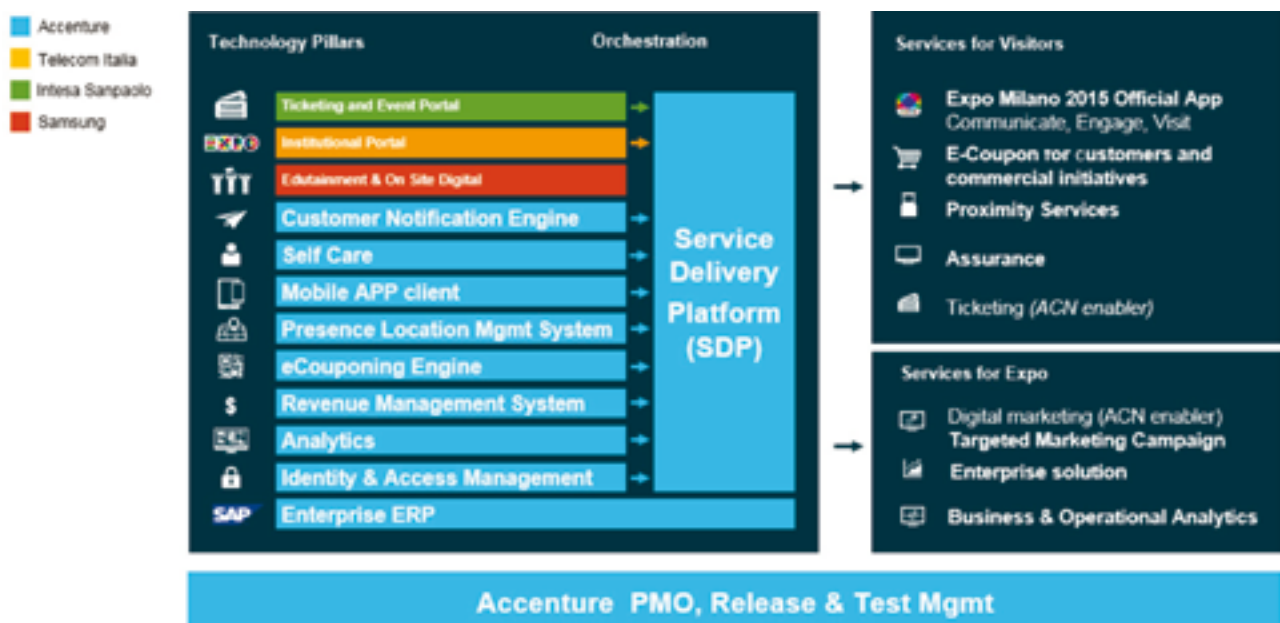 Accenture
Telecom Italia
Intesa Sanpaolo
Samsung
Technology Pillars
Orchestration
Ticketing and Event Portal
EXPO
Institutional Portal
Edutainment & On Site Digital
Customer Notification Engine
Self Care
Mobile APP client
Presence Location Mgmt System
eCouponing Engine
$
Revenue Management System
Analytics
Identity & Access Management
SAP
Enterprise ERP
Service
Delivery
Platform
(SDP)
Services for Visitors
Expo Milano 2015 Official App
Communicate, Engage, Visit
E-Coupon for customers and
commercial initiatives
Proximity Services
Assurance
Ticketing (ACN enabler)
Services for Expo
Digital marketing (ACN enabler)
Targeted Marketing Campaign
Enterprise solution
Business & Operational Analytics
Accenture PMO, Release & Test Mgmt